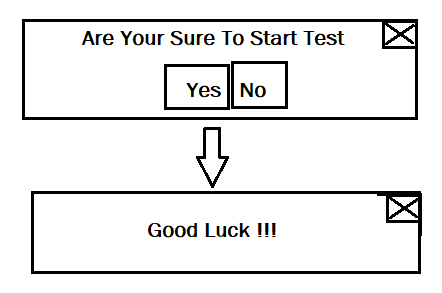 Are Your Sure To Start Test
Yes No
Good Luck !!!